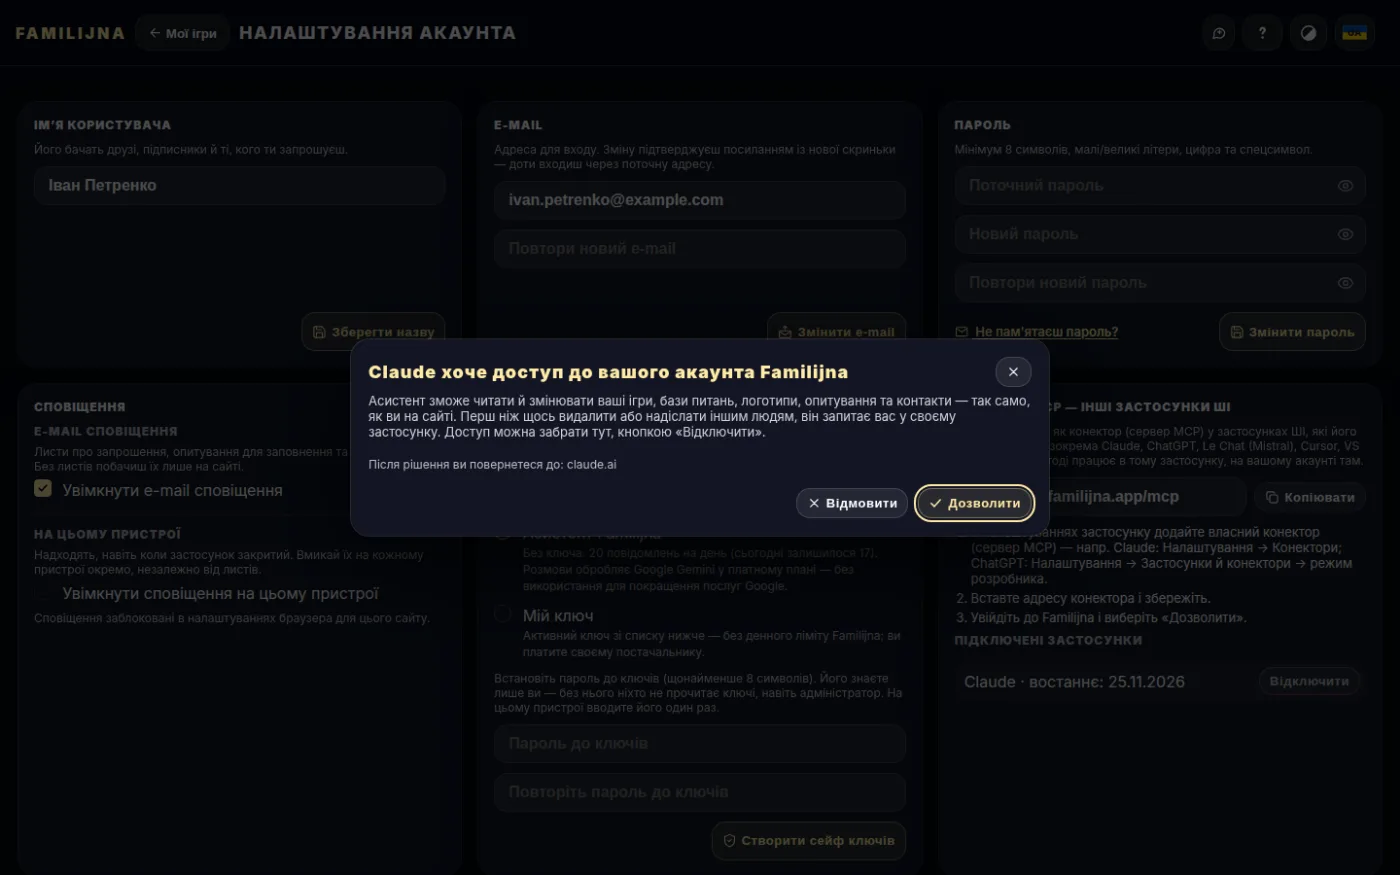 FAMILIJNA
← Мої ігри
НАЛАШТУВАННЯ АКАУНТА
?
ІМ'Я КОРИСТУВАЧА
Його бачать друзі, підписники й ті, кого ти запрошуєш.
Іван Петренко
Зберегти назву
E-MAIL
Адреса для входу. Зміну підтверджуєш посиланням із нової скриньки
— доти входиш через поточну адресу.
ivan.petrenko@example.com
Повтори новий e-mail
Змінити e-mail
ПАРОЛЬ
Мінімум 8 символів, малі/великі літери, цифра та спецсимвол.
Поточний пароль
Новий пароль
Повтори новий пароль
Не пам'ятаєш пароль?
Змінити пароль
Claude хоче доступ до вашого акаунта Familijna
Асистент зможе читати й змінювати ваші ігри, бази питань, логотипи, опитування та контакти — так само,
як ви на сайті. Перш ніж щось видалити або надіслати іншим людям, він запитає вас у своєму
застосунку. Доступ можна забрати тут, кнопкою «Відключити».
Після рішення ви повернетеся до: claude.ai
Відмовити
Дозволити
СПОВІЩЕННЯ
E-MAIL СПОВІЩЕННЯ
Листи про запрошення, опитування для заповнення та
Без листів побачиш їх лише на сайті.
Увімкнути e-mail сповіщення
НА ЦЬОМУ ПРИСТРОЇ
Надходять, навіть коли застосунок закритий. Вмикай їх на кожному
пристрої окремо, незалежно від листів.
Увімкнути сповіщення на цьому пристрої
Сповіщення заблоковані в налаштуваннях браузера для цього сайту.
Без ключа. 20 повідомлень на день (сьогодні залишилося 17).
Розмови обробляє Google Gemini у платному плані — без
використання для покращення послуг Google.
Мій ключ
Активний ключ зі списку нижче — без денного ліміту Familijna; ви
платите своєму постачальнику.
Встановіть пароль до ключів (щонайменше 8 символів). Його знаєте
лише ви — без нього ніхто не прочитає ключі, навіть адміністратор. На
цьому пристрої вводите його один раз.
Пароль до ключів
Повторіть пароль до ключів
Створити сейф ключів
— ІНШІ ЗАСТОСУНКИ ШІ
як конектор (сервер MCP) у застосунках ШІ, які його
Claude, ChatGPT, Le Chat (Mistral), Cursor, VS
працює в тому застосунку, на вашому акаунті там.
familijna.app/mcp
Копіювати
застосунку додайте власний конектор
(сервер MCP) — напр. Claude: Налаштування → Конектори;
ChatGPT: Налаштування → Застосунки й конектори → режим
розробника.
2. Вставте адресу конектора і збережіть.
3. Увійдіть до Familijna і виберіть «Дозволити».
ПІДКЛЮЧЕНІ ЗАСТОСУНКИ
Claude · востаннє: 25.11.2026
Відключити